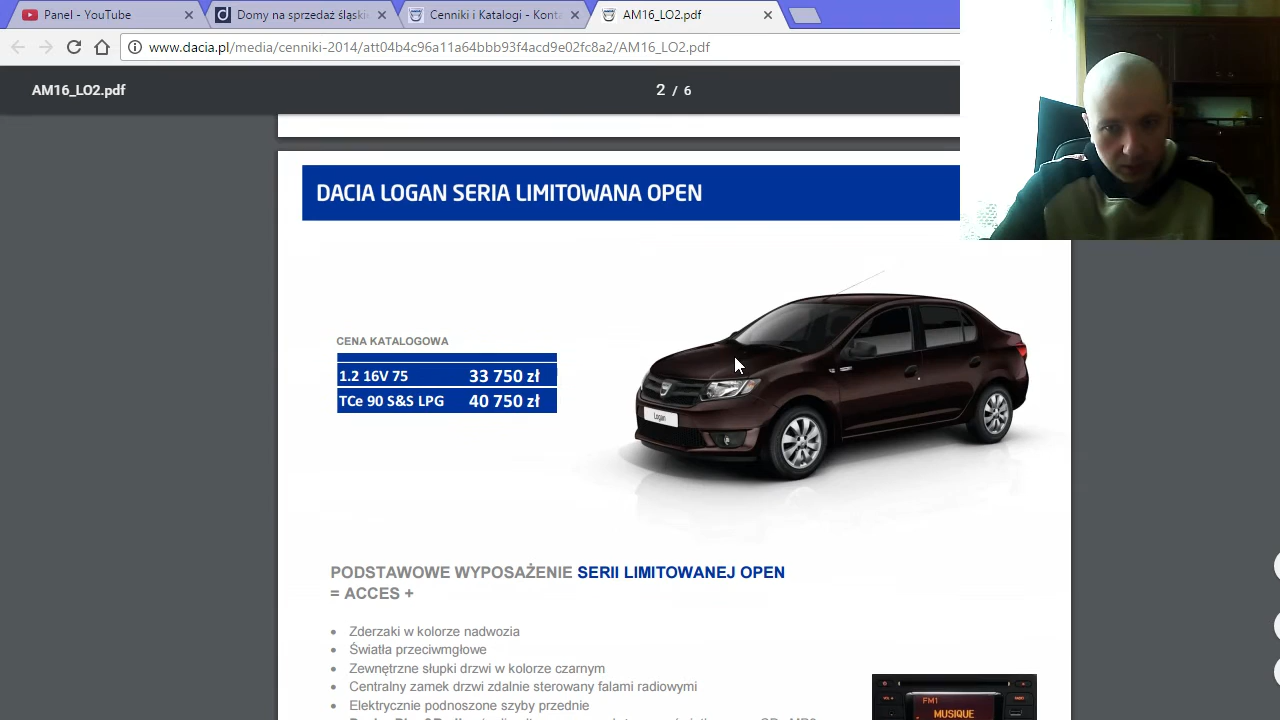 Panel - YouTube
Domy na sprzedaż śląski
Cenniki i Katalogi - Konta
AM16_LO2.pdf
www.dacia.pl/media/cenniki-2014/att04b4c96a11a64bbb93f4acd9e02fc8a2/AM16_LO2.pdf
AM16_LO2.pdf
2 / 6
DACIA LOGAN SERIA LIMITOWANA OPEN
CENA KATALOGOWA
1.2 16V 75 33 750 zł
TCe 90 S&S LPG 40 750 zł
Logan
PODSTAWOWE WYPOSAŻENIE SERII LIMITOWANEJ OPEN
= ACCES +
• Zderzaki w kolorze nadwozia
• Światła przeciwmgłowe
• Zewnętrzne słupki drzwi w kolorze czarnym
• Centralny zamek drzwi zdalnie sterowany falami radiowymi
• Elektrycznie podnoszone szyby przednie
FM1
MUSIQUE